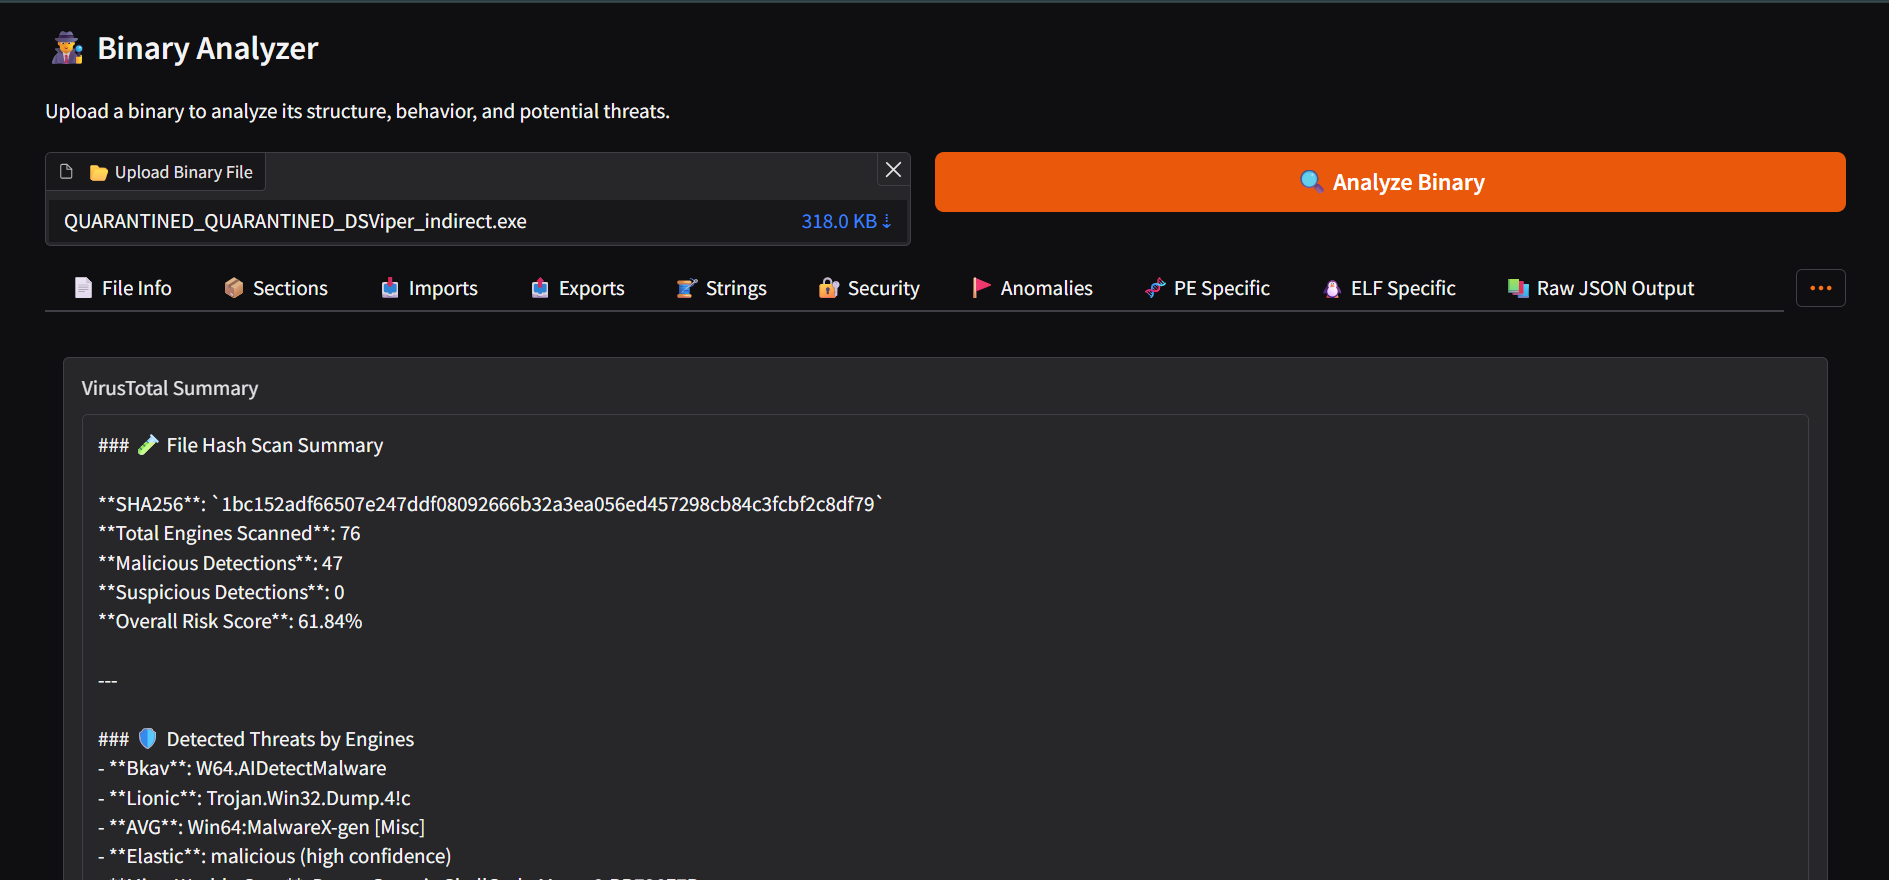 Binary Analyzer
Upload a binary to analyze its structure, behavior, and potential threats.
Upload Binary File
QUARANTINED_QUARANTINED_DSViper_indirect.exe 318.0 KB ⇣
Analyze Binary
File Info Sections Imports Exports Strings Security Anomalies PE Specific ELF Specific Raw JSON Output
VirusTotal Summary
### File Hash Scan Summary
**SHA256**: `1bc152adf66507e247ddf08092666b32a3ea056ed457298cb84c3fcbf2c8df79`
**Total Engines Scanned**: 76
**Malicious Detections**: 47
**Suspicious Detections**: 0
**Overall Risk Score**: 61.84%
---
### Detected Threats by Engines
- **Bkav**: W64.AIDetectMalware
- **Lionic**: Trojan.Win32.Dump.4!c
- **AVG**: Win64:MalwareX-gen [Misc]
- **Elastic**: malicious (high confidence)